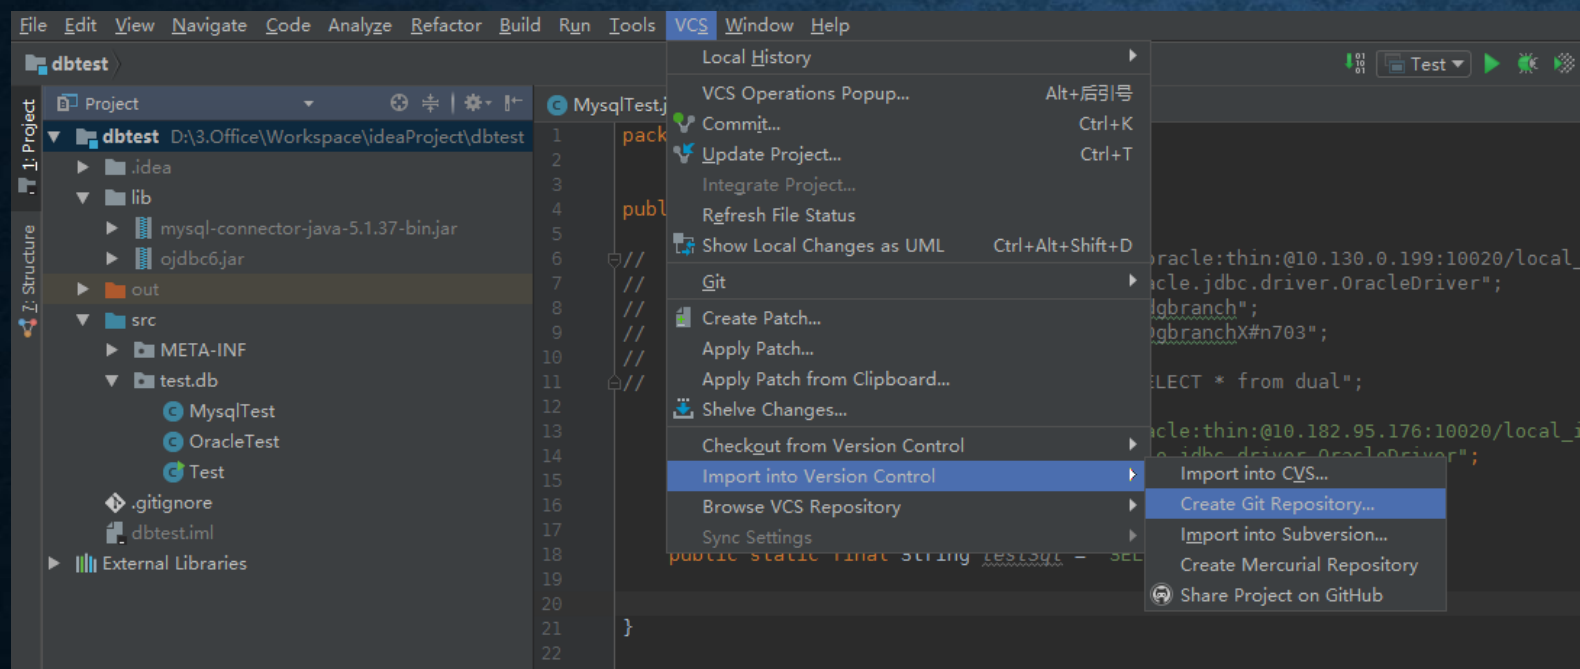 File Edit View Navigate Code Analyze Refactor Build Run Tools VCS Window Help
dbtest
Test
1: Project
7: Structure
Project
dbtest D:\3.Office\Workspace\ideaProject\dbtest
.idea
lib
mysql-connector-java-5.1.37-bin.jar
ojdbc6.jar
out
src
META-INF
test.db
MysqlTest
OracleTest
Test
.gitignore
dbtest.iml
External Libraries
MysqlTest.j
Local History
VCS Operations Popup... Alt+后引号
Commit... Ctrl+K
Update Project... Ctrl+T
Integrate Project...
Refresh File Status
Show Local Changes as UML Ctrl+Alt+Shift+D
Git
Create Patch...
Apply Patch...
Apply Patch from Clipboard...
Shelve Changes...
Checkout from Version Control
Import into Version Control
Browse VCS Repository
Sync Settings
Import into CVS...
Create Git Repository...
Import into Subversion...
Create Mercurial Repository
Share Project on GitHub
1 pack
2
3
4 publ
5
6 // oracle:thin:@10.130.0.199:10020/local_
7 // acle.jdbc.driver.OracleDriver";
8 // dgbranch";
9 // gbranchX#n703";
10 //
11 // ELECT * from dual";
12
13 acle:thin:@10.182.95.176:10020/local_i
14 e.jdbc.driver.OracleDriver";
15
16
17
18 public static final String testSql = "SEL
19
20
21 }
22